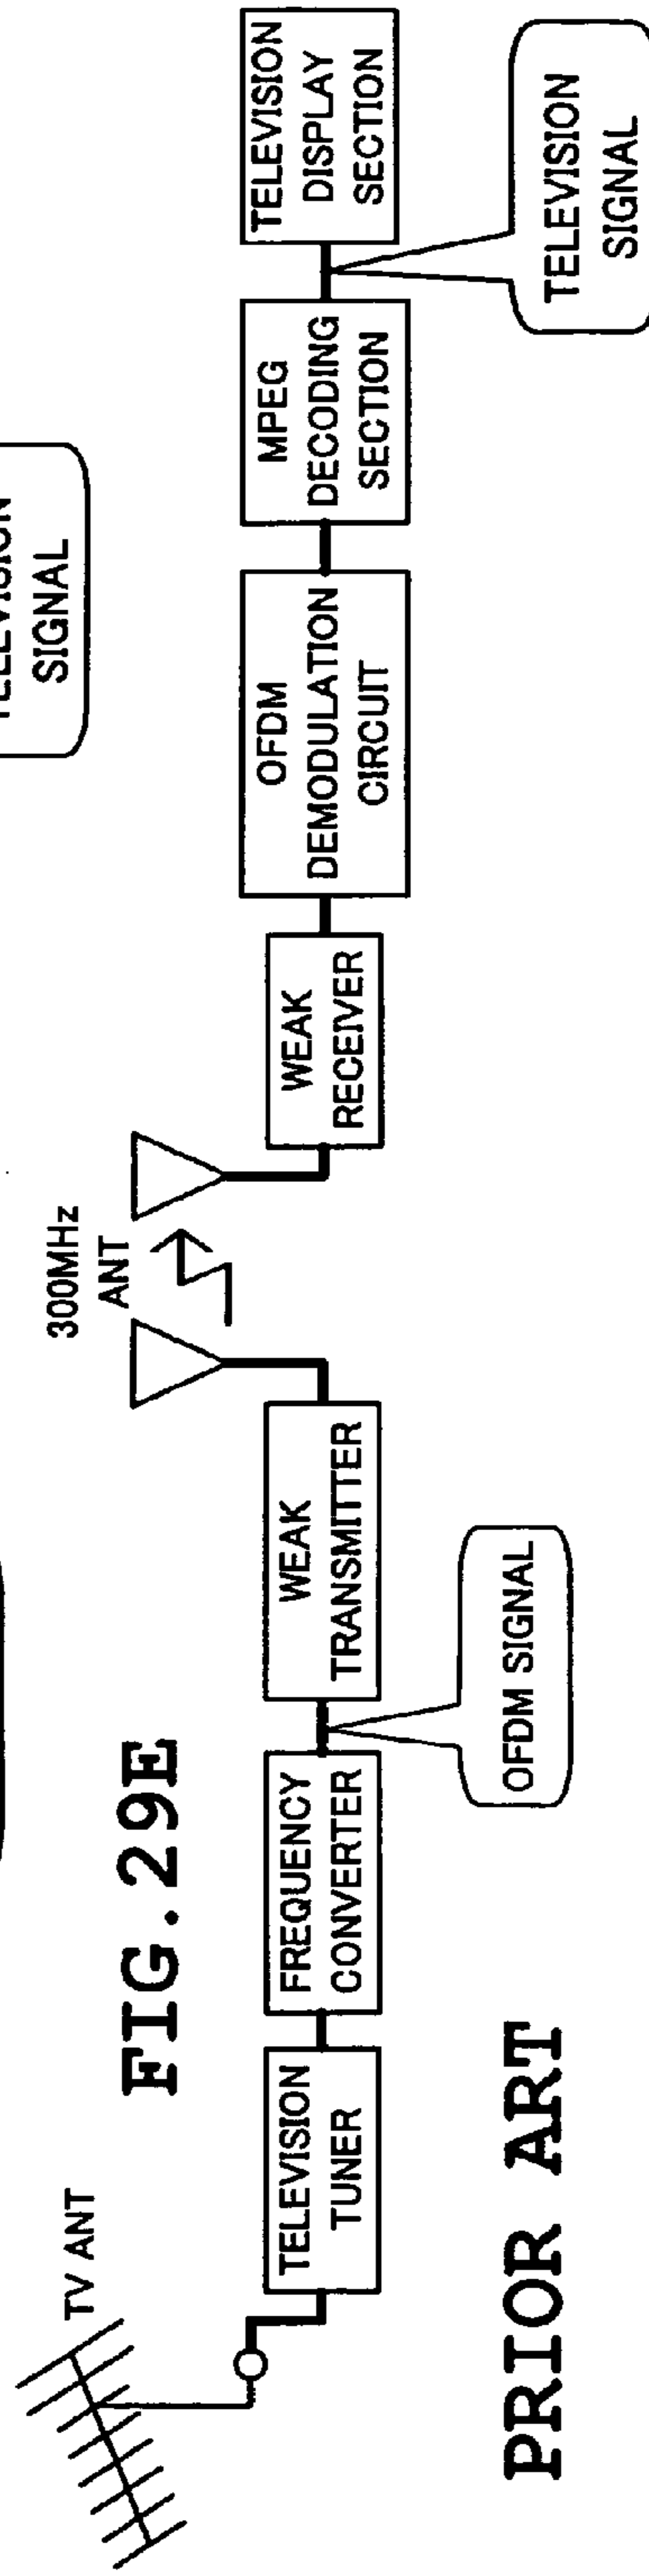 SIGNAL
FIG.29E
TV ANT
TELEVISION
TUNER
FREQUENCY
CONVERTER
OFDM SIGNAL
WEAK
TRANSMITTER
300MHz
ANT
WEAK
RECEIVER
OFDM
DEMODULATION
CIRCUIT
MPEG
DECODING
SECTION
TELEVISION
DISPLAY
SECTION
TELEVISION
SIGNAL
PRIOR ART